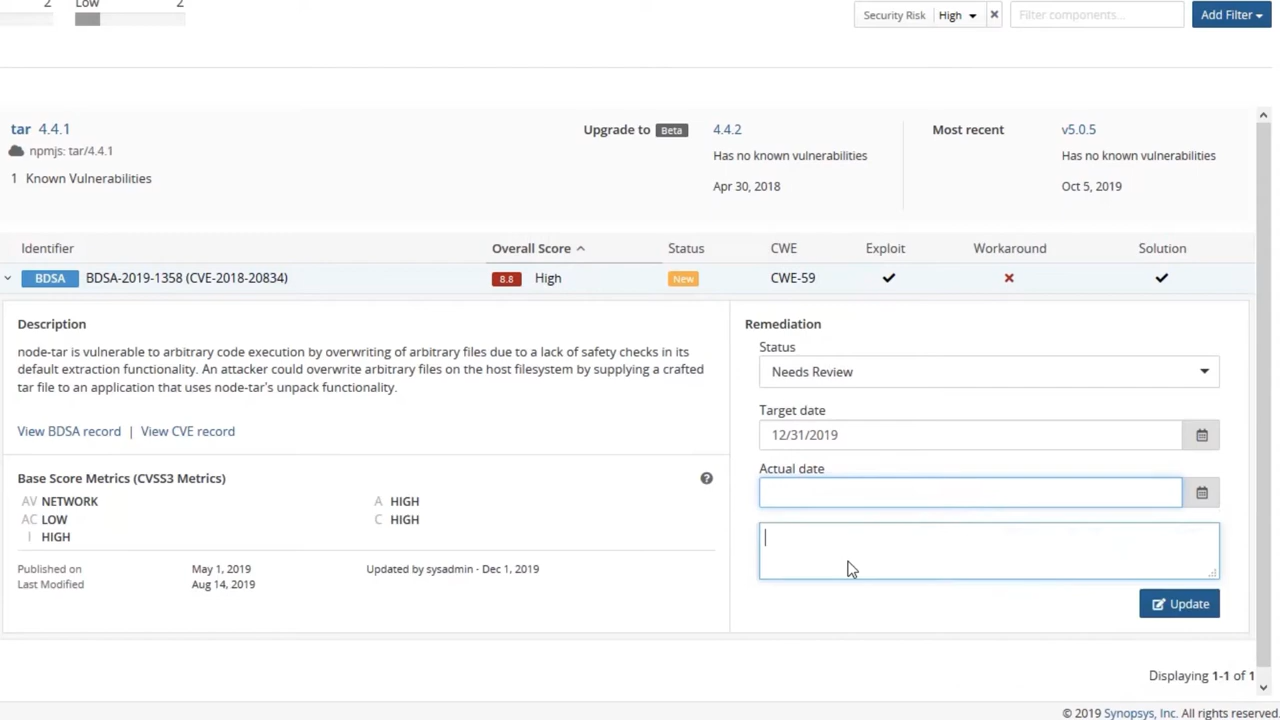 2 Low 2
Security Risk High Filter components... Add Filter
tar 4.4.1
npmjs: tar/4.4.1
1 Known Vulnerabilities
Upgrade to Beta 4.4.2
Has no known vulnerabilities
Apr 30, 2018
Most recent v5.0.5
Has no known vulnerabilities
Oct 5, 2019
Identifier Overall Score Status CWE Exploit Workaround Solution
BDSA BDSA-2019-1358 (CVE-2018-20834) 8.8 High New CWE-59
Description
node-tar is vulnerable to arbitrary code execution by overwriting of arbitrary files due to a lack of safety checks in its
default extraction functionality. An attacker could overwrite arbitrary files on the host filesystem by supplying a crafted
tar file to an application that uses node-tar's unpack functionality.
View BDSA record | View CVE record
Base Score Metrics (CVSS3 Metrics) ?
AV NETWORK A HIGH
AC LOW C HIGH
I HIGH
Published on May 1, 2019 Updated by sysadmin - Dec 1, 2019
Last Modified Aug 14, 2019
Remediation
Status
Needs Review
Target date
12/31/2019
Actual date
Update
Displaying 1-1 of 1
© 2019 Synopsys, Inc. All rights reserved.